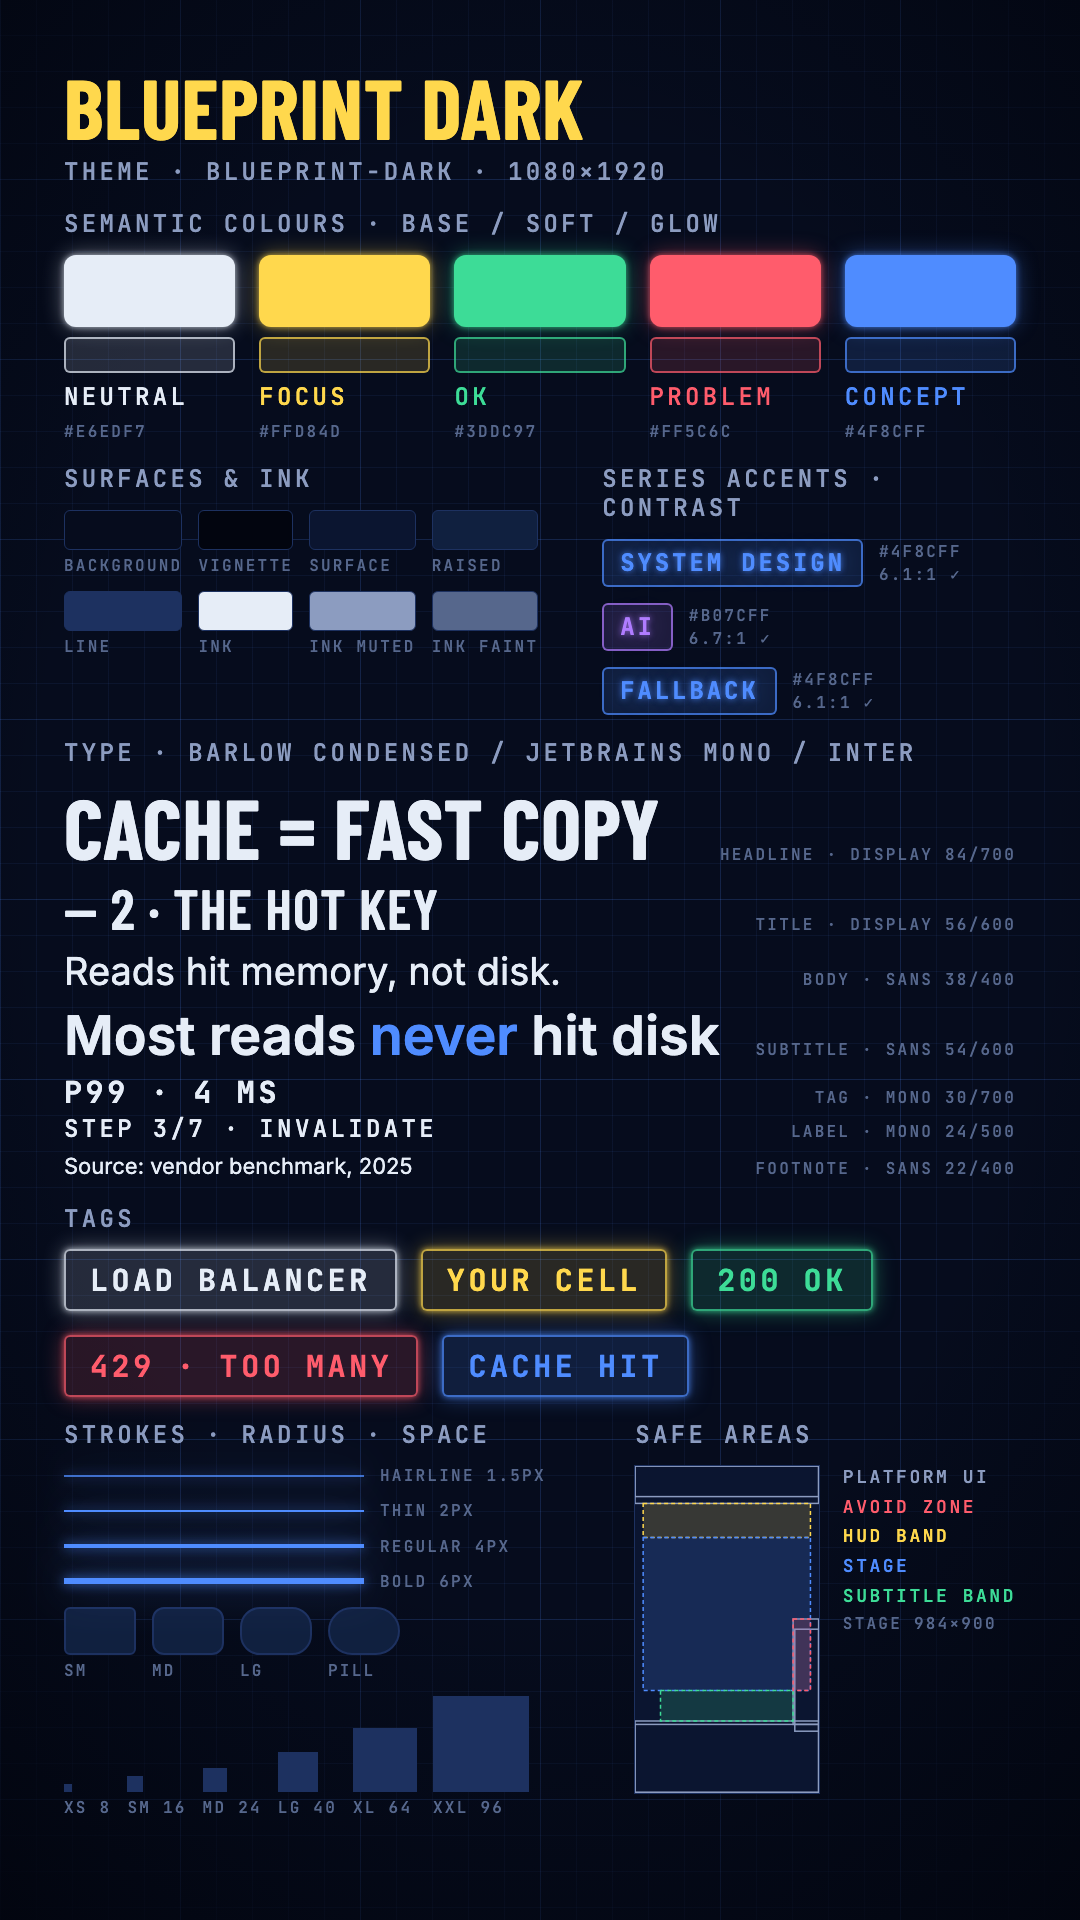 BLUEPRINT DARK
THEME · BLUEPRINT-DARK · 1080×1920
SEMANTIC COLOURS · BASE / SOFT / GLOW
NEUTRAL
#E6EDF7
FOCUS
#FFD84D
OK
#3DDC97
PROBLEM
#FF5C6C
CONCEPT
#4F8CFF
SURFACES & INK
BACKGROUND
VIGNETTE
SURFACE
RAISED
LINE
INK
INK MUTED
INK FAINT
SERIES ACCENTS ·
CONTRAST
SYSTEM DESIGN
#4F8CFF
6.1:1 ✓
AI
#B07CFF
6.7:1 ✓
FALLBACK
#4F8CFF
6.1:1 ✓
TYPE · BARLOW CONDENSED / JETBRAINS MONO / INTER
CACHE = FAST COPY
HEADLINE · DISPLAY 84/700
— 2 · THE HOT KEY
TITLE · DISPLAY 56/600
Reads hit memory, not disk.
BODY · SANS 38/400
Most reads never hit disk
SUBTITLE · SANS 54/600
P99 · 4 MS
TAG · MONO 30/700
STEP 3/7 · INVALIDATE
LABEL · MONO 24/500
Source: vendor benchmark, 2025
FOOTNOTE · SANS 22/400
TAGS
LOAD BALANCER
YOUR CELL
200 OK
429 · TOO MANY
CACHE HIT
STROKES · RADIUS · SPACE
HAIRLINE 1.5PX
THIN 2PX
REGULAR 4PX
BOLD 6PX
SM
MD
LG
PILL
XS 8
SM 16
MD 24
LG 40
XL 64
XXL 96
SAFE AREAS
PLATFORM UI
AVOID ZONE
HUD BAND
STAGE
SUBTITLE BAND
STAGE 984×900